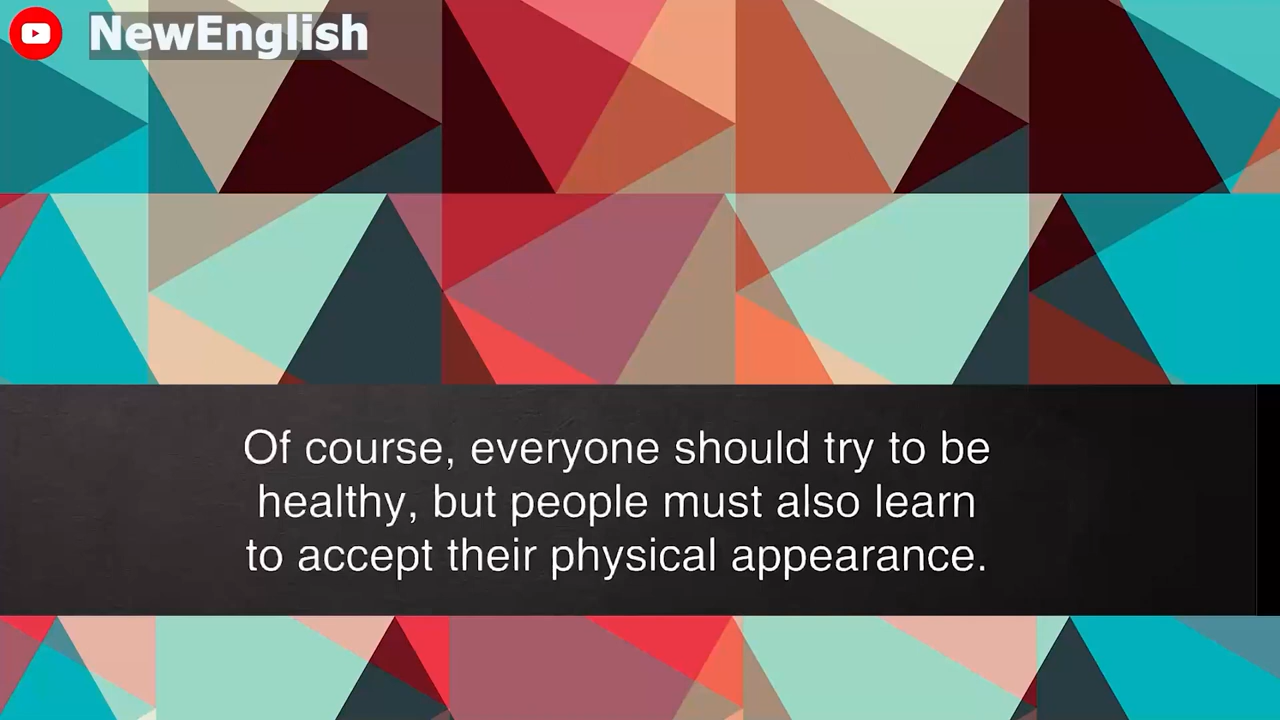 NewEnglish
Of course, everyone should try to be
healthy, but people must also learn
to accept their physical appearance.